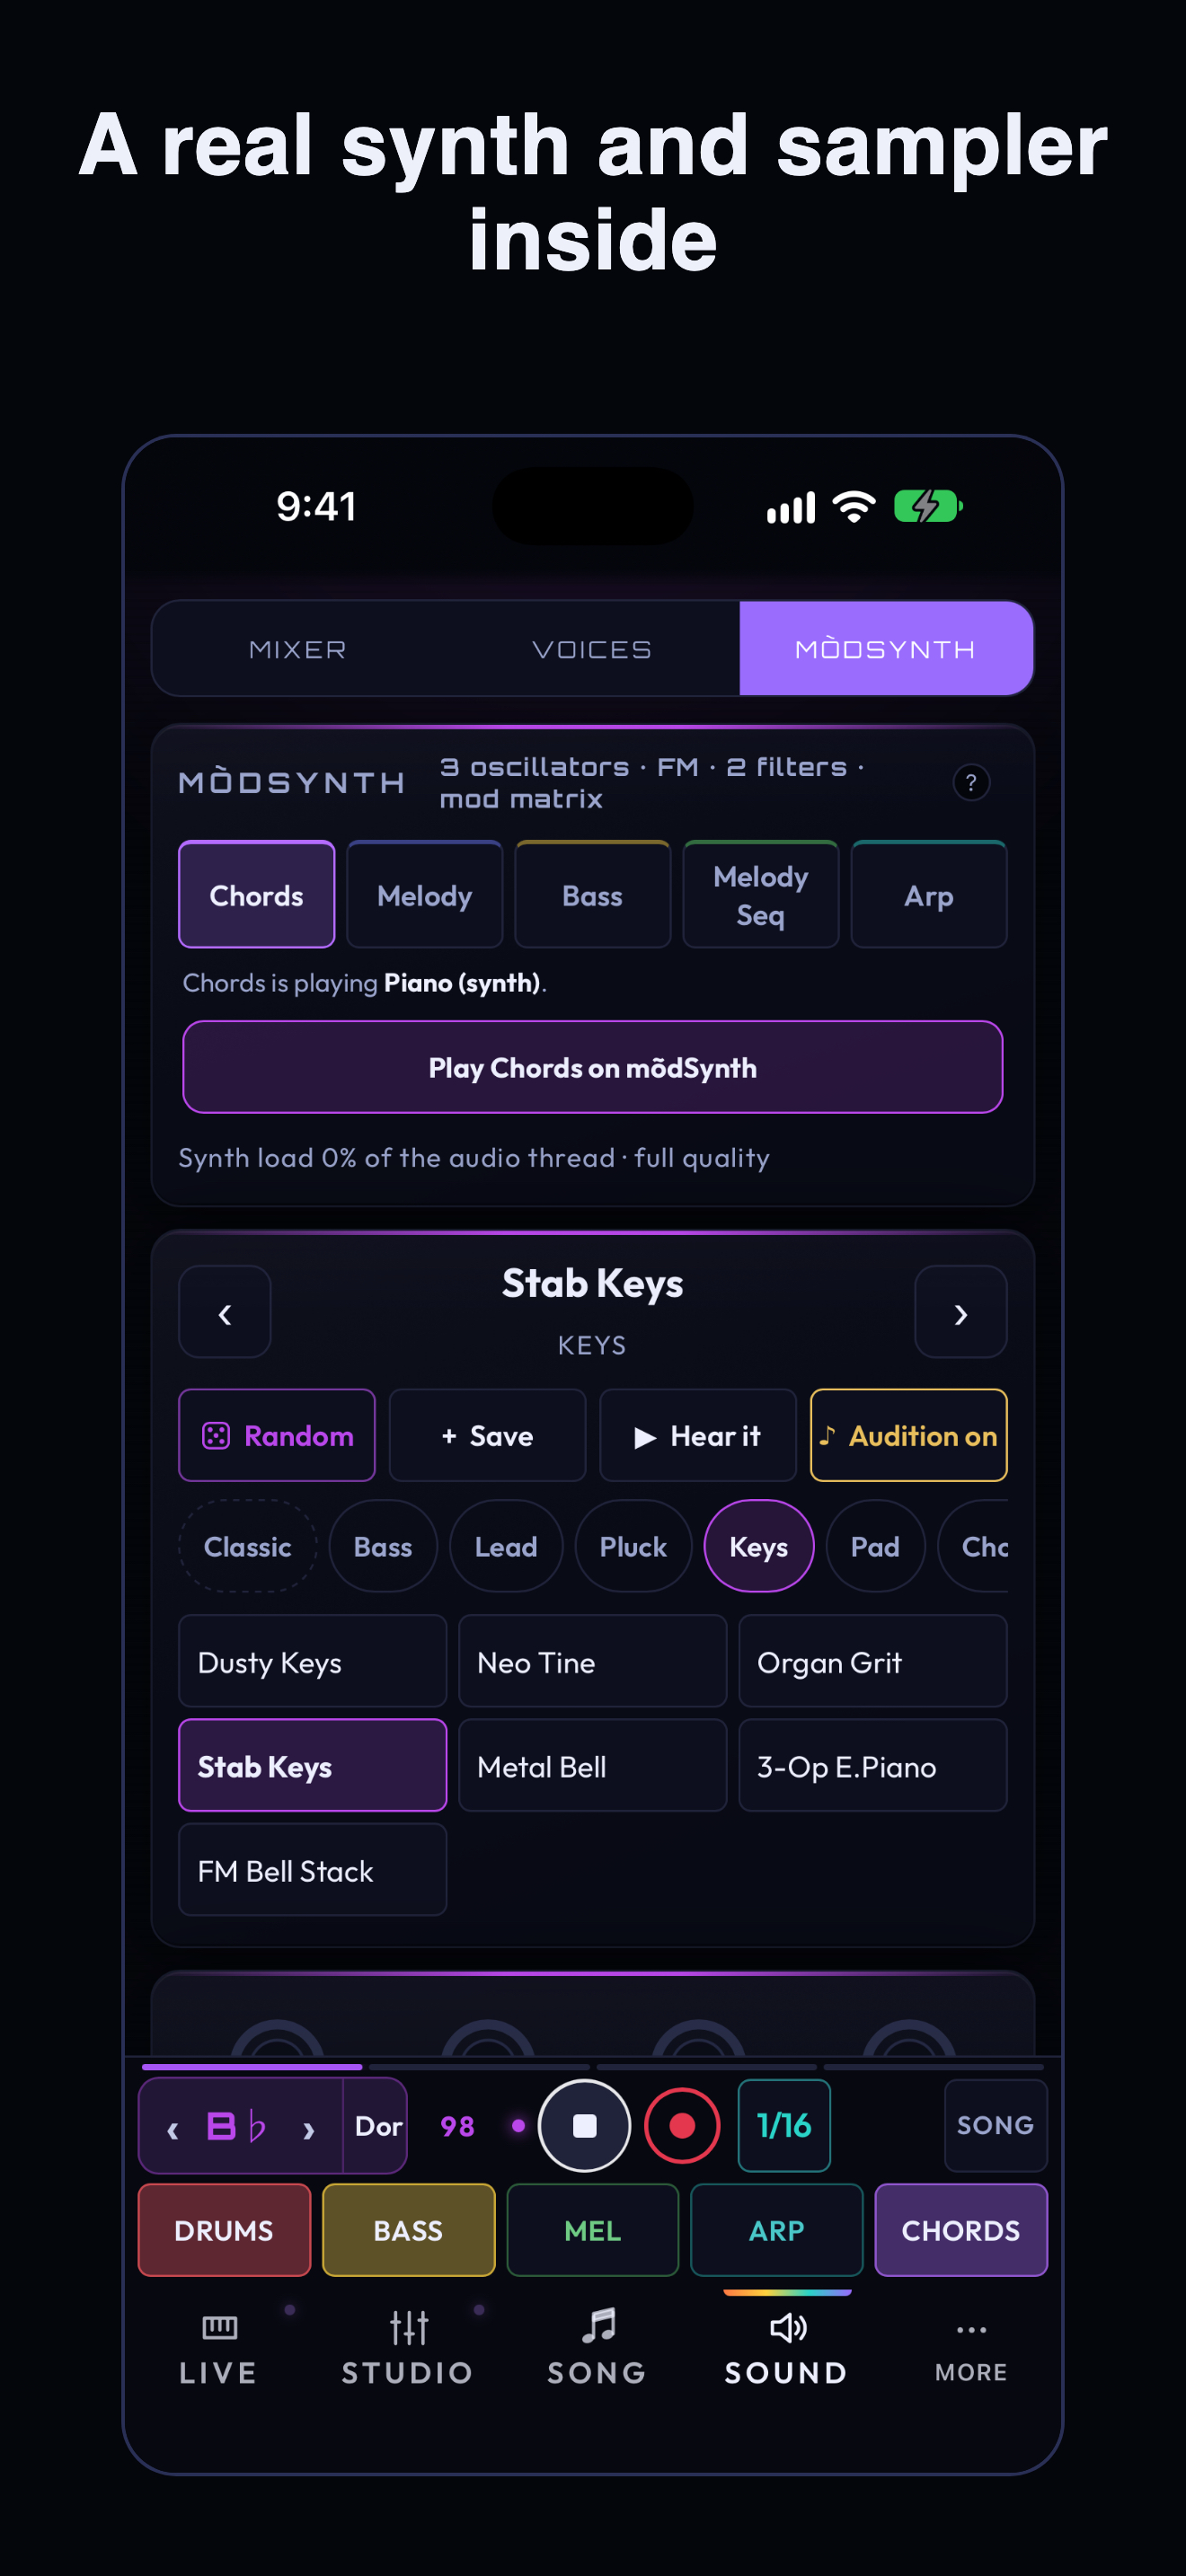 A real synth and sampler
inside
9:41
MIXER
VOICES
MÒDSYNTH
MÒDSYNTH
3 oscillators · FM · 2 filters ·
mod matrix
?
Chords
Melody
Bass
Melody
Seq
Arp
Chords is playing Piano (synth).
Play Chords on mõdSynth
Synth load 0% of the audio thread · full quality
‹
Stab Keys
›
KEYS
Random
+ Save
▶ Hear it
♪ Audition on
Classic
Bass
Lead
Pluck
Keys
Pad
Cho
Dusty Keys
Neo Tine
Organ Grit
Stab Keys
Metal Bell
3-Op E.Piano
FM Bell Stack
‹ B♭ ›
Dor
98
1/16
SONG
DRUMS
BASS
MEL
ARP
CHORDS
LIVE
STUDIO
SONG
SOUND
MORE